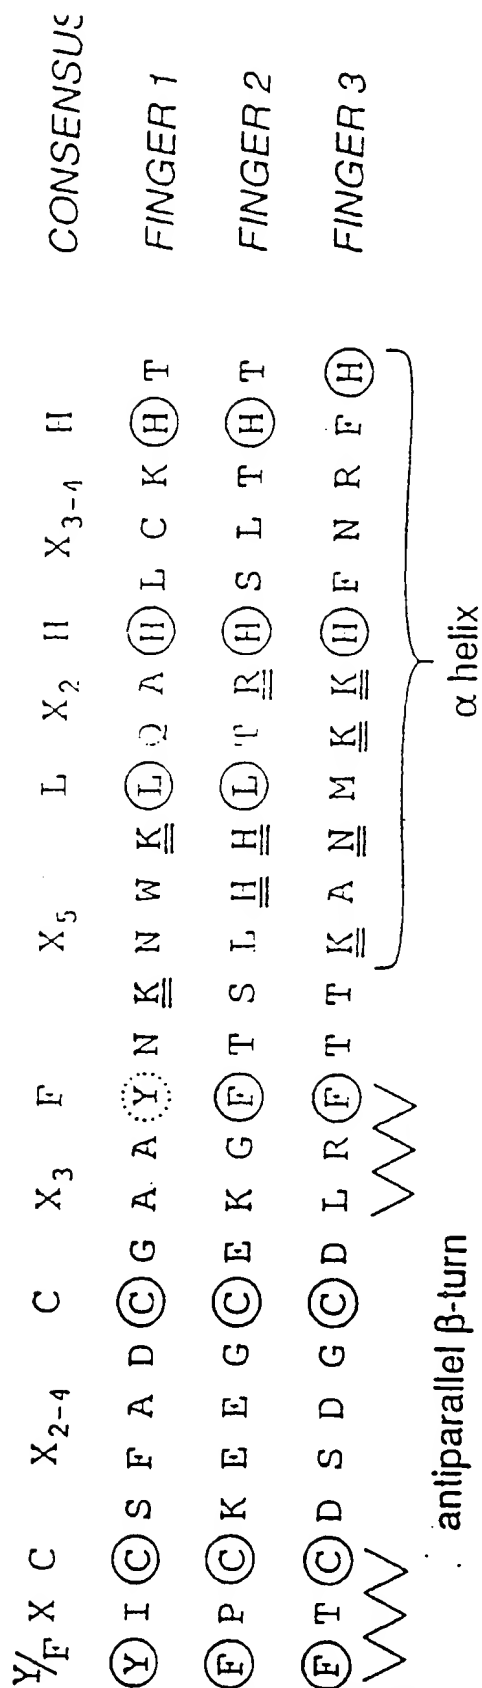 Y/F X C X2-4 C X3 F X5 L X2 H X3-4 H CONSENSUS
Y I C S F A D C G A A Y N K N W K L Q A H L C K H T FINGER 1
F P C K E E G C E K G F T S L H H L T R H S L T H T FINGER 2
F T C D S D G C D L R F T T K A N M K K H F N R F H FINGER 3
antiparallel β-turn α helix